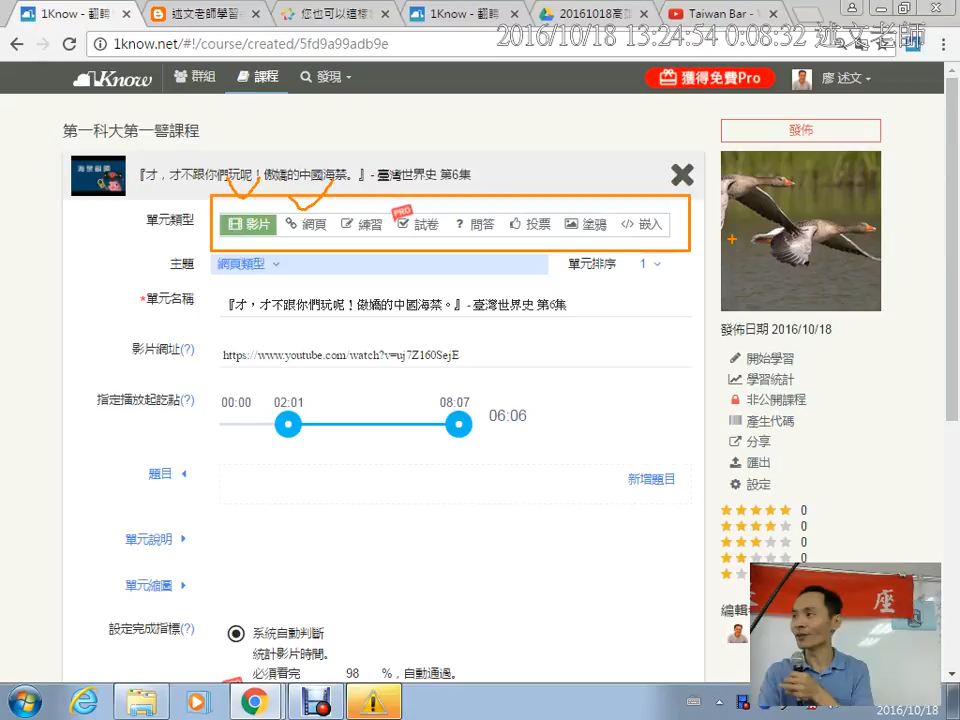 1Know - 翻轉
述文老師學習
您也可以這樣
1Know - 翻轉
20161018高
Taiwan Bar -
1know.net/#!/course/created/5fd9a99adb9e
2016/10/18 13:24:54 0:08:32 述文老師
1Know
群組
課程
發現
獲得免費Pro
廖 述文
第一科大第一讐課程
發佈
『才，才不跟你們玩呢！傲嬌的中國海禁。』- 臺灣世界史 第6集
單元類型
影片
網頁
練習
PRO
試卷
? 問答
投票
塗鴉
</> 嵌入
主題
網頁類型
單元排序
1
*單元名稱
『才，才不跟你們玩呢！傲嬌的中國海禁。』- 臺灣世界史 第6集
影片網址(?)
https://www.youtube.com/watch?v=uj7Z160SejE
指定播放起訖點(?)
00:00
02:01
08:07
06:06
題目
新增題目
單元說明
單元縮圖
設定完成指標(?)
系統自動判斷
統計影片時間。
必須看完 98 %，自動通過。
發佈日期 2016/10/18
開始學習
學習統計
非公開課程
產生代碼
分享
匯出
設定
0
0
0
0
編輯
座
2016/10/18